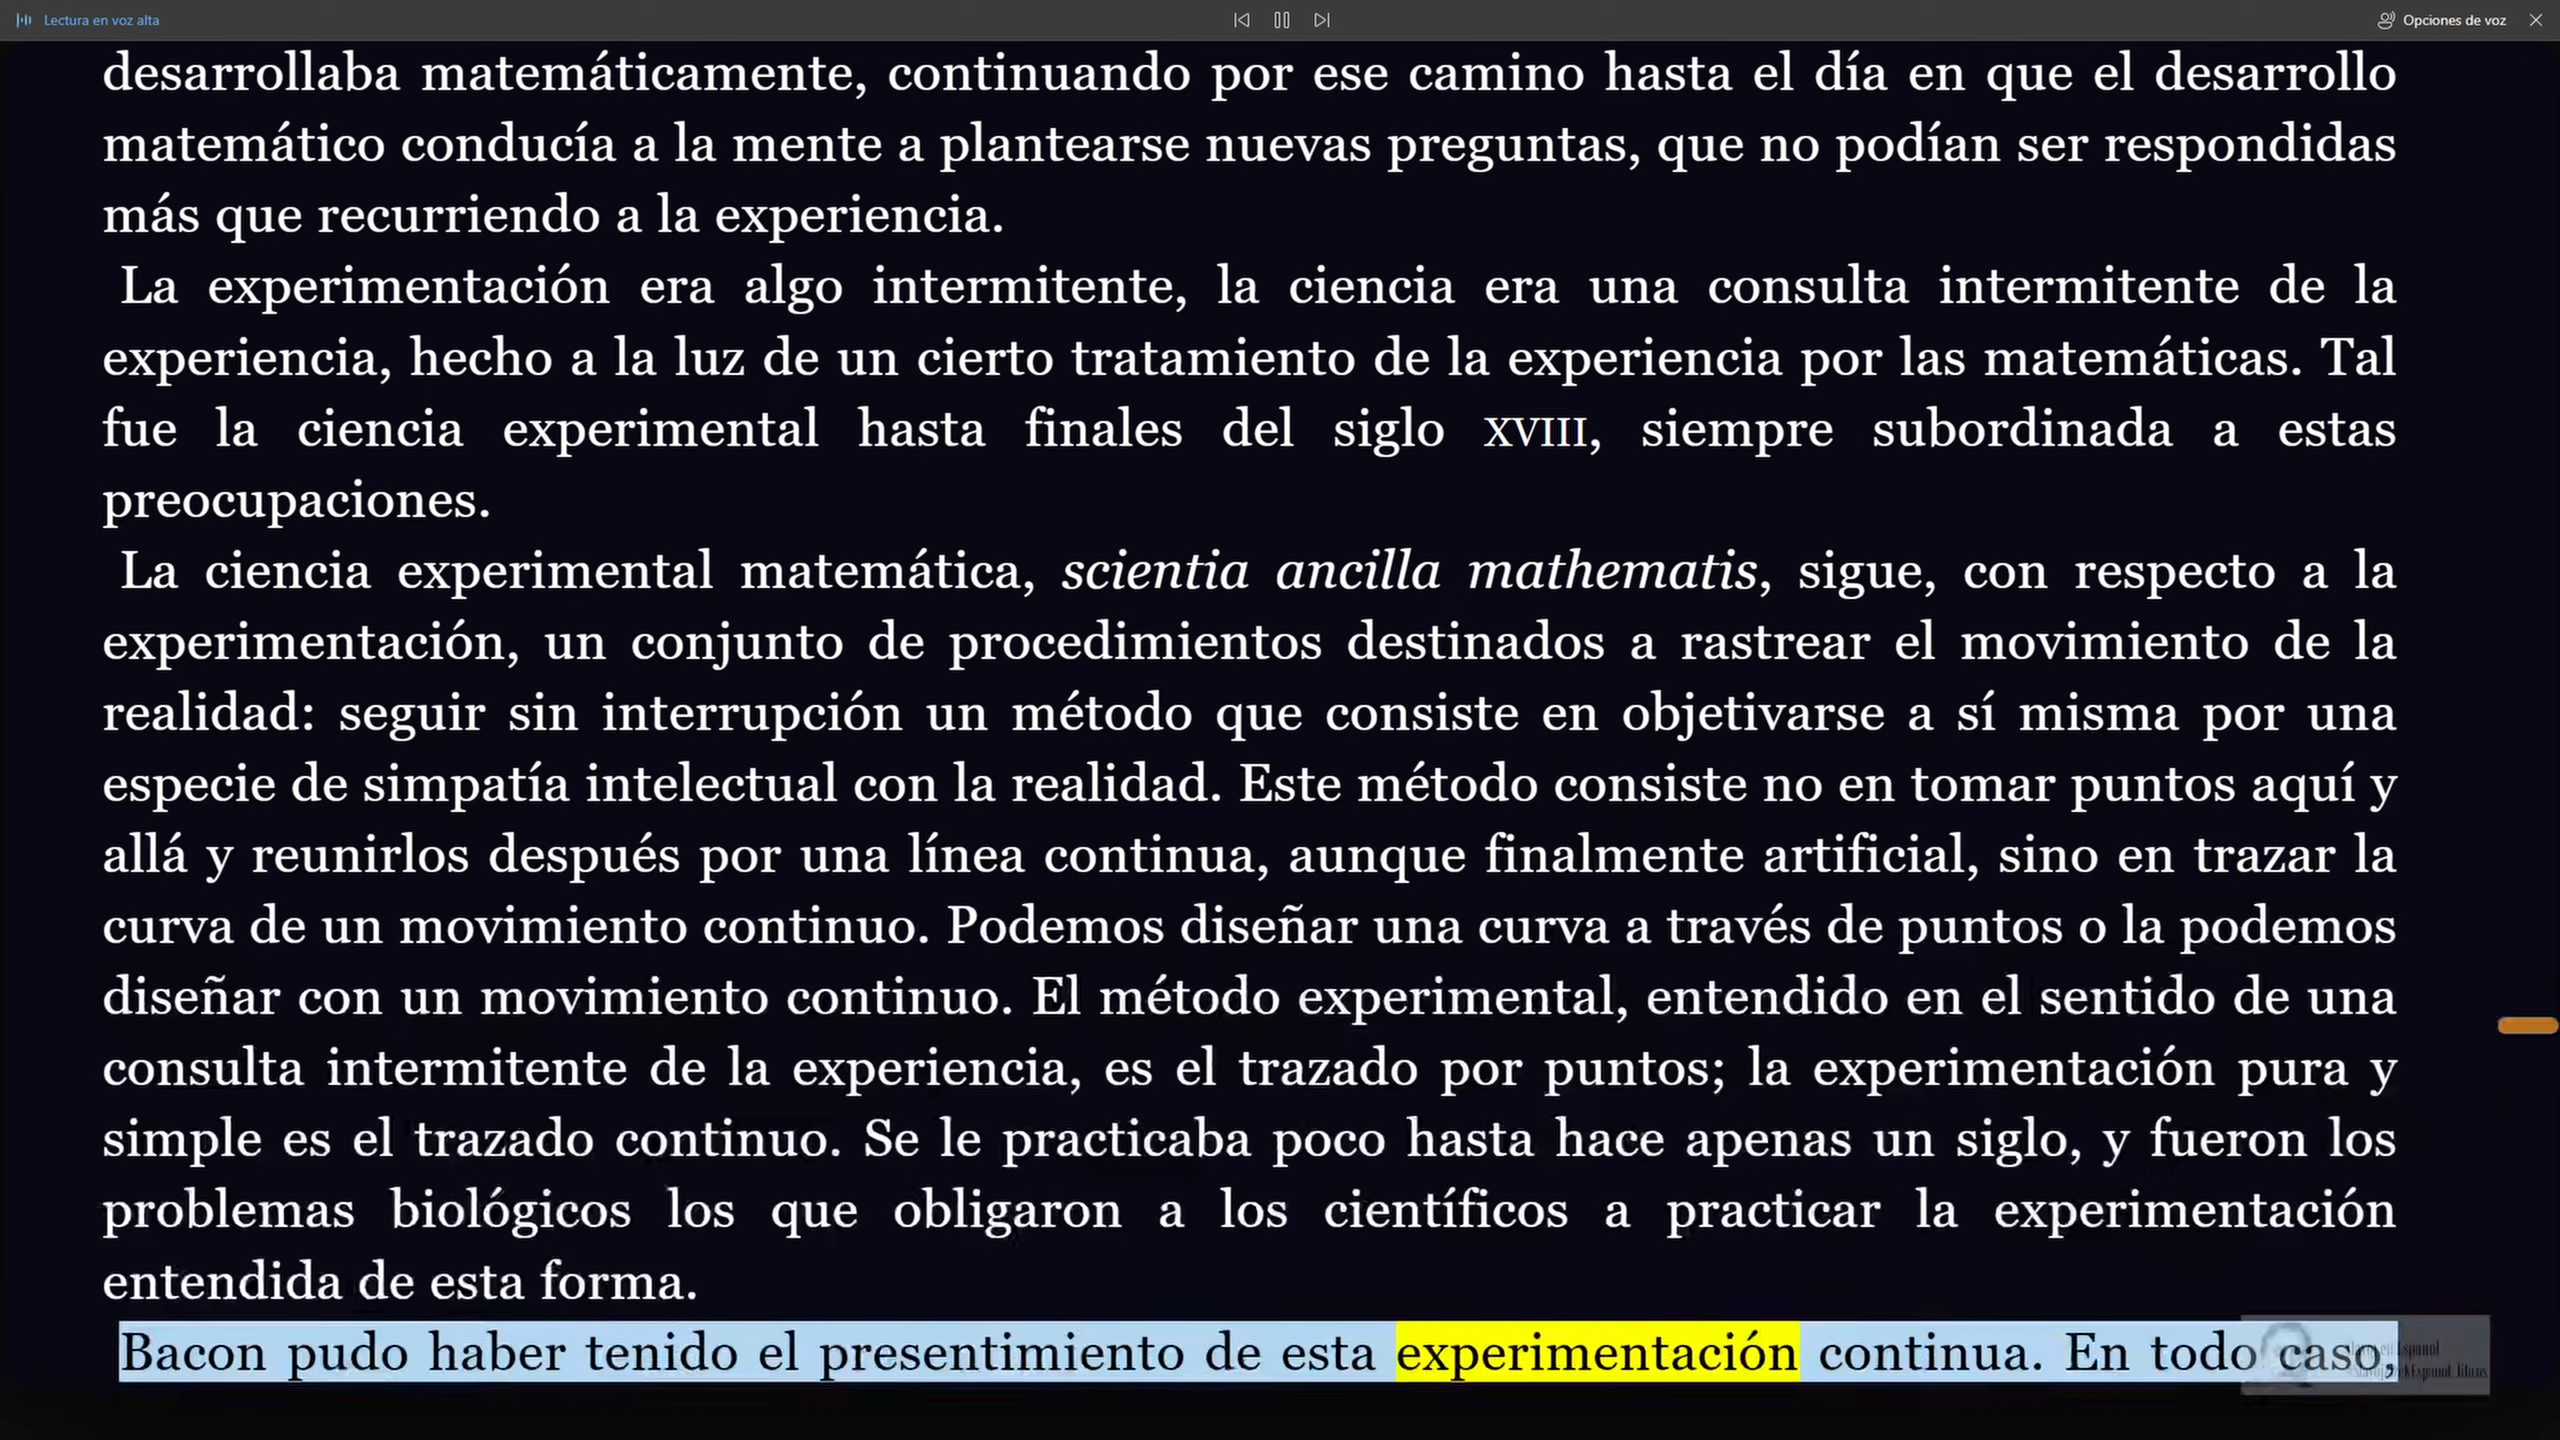 Lectura en voz alta
Opciones de voz
desarrollaba matemáticamente, continuando por ese camino hasta el día en que el desarrollo
matemático conducía a la mente a plantearse nuevas preguntas, que no podían ser respondidas
más que recurriendo a la experiencia.
La experimentación era algo intermitente, la ciencia era una consulta intermitente de la
experiencia, hecho a la luz de un cierto tratamiento de la experiencia por las matemáticas. Tal
fue la ciencia experimental hasta finales del siglo XVIII, siempre subordinada a estas
preocupaciones.
La ciencia experimental matemática, scientia ancilla mathematis, sigue, con respecto a la
experimentación, un conjunto de procedimientos destinados a rastrear el movimiento de la
realidad: seguir sin interrupción un método que consiste en objetivarse a sí misma por una
especie de simpatía intelectual con la realidad. Este método consiste no en tomar puntos aquí y
allá y reunirlos después por una línea continua, aunque finalmente artificial, sino en trazar la
curva de un movimiento continuo. Podemos diseñar una curva a través de puntos o la podemos
diseñar con un movimiento continuo. El método experimental, entendido en el sentido de una
consulta intermitente de la experiencia, es el trazado por puntos; la experimentación pura y
simple es el trazado continuo. Se le practicaba poco hasta hace apenas un siglo, y fueron los
problemas biológicos los que obligaron a los científicos a practicar la experimentación
entendida de esta forma.
Bacon pudo haber tenido el presentimiento de esta experimentación continua. En todo caso,